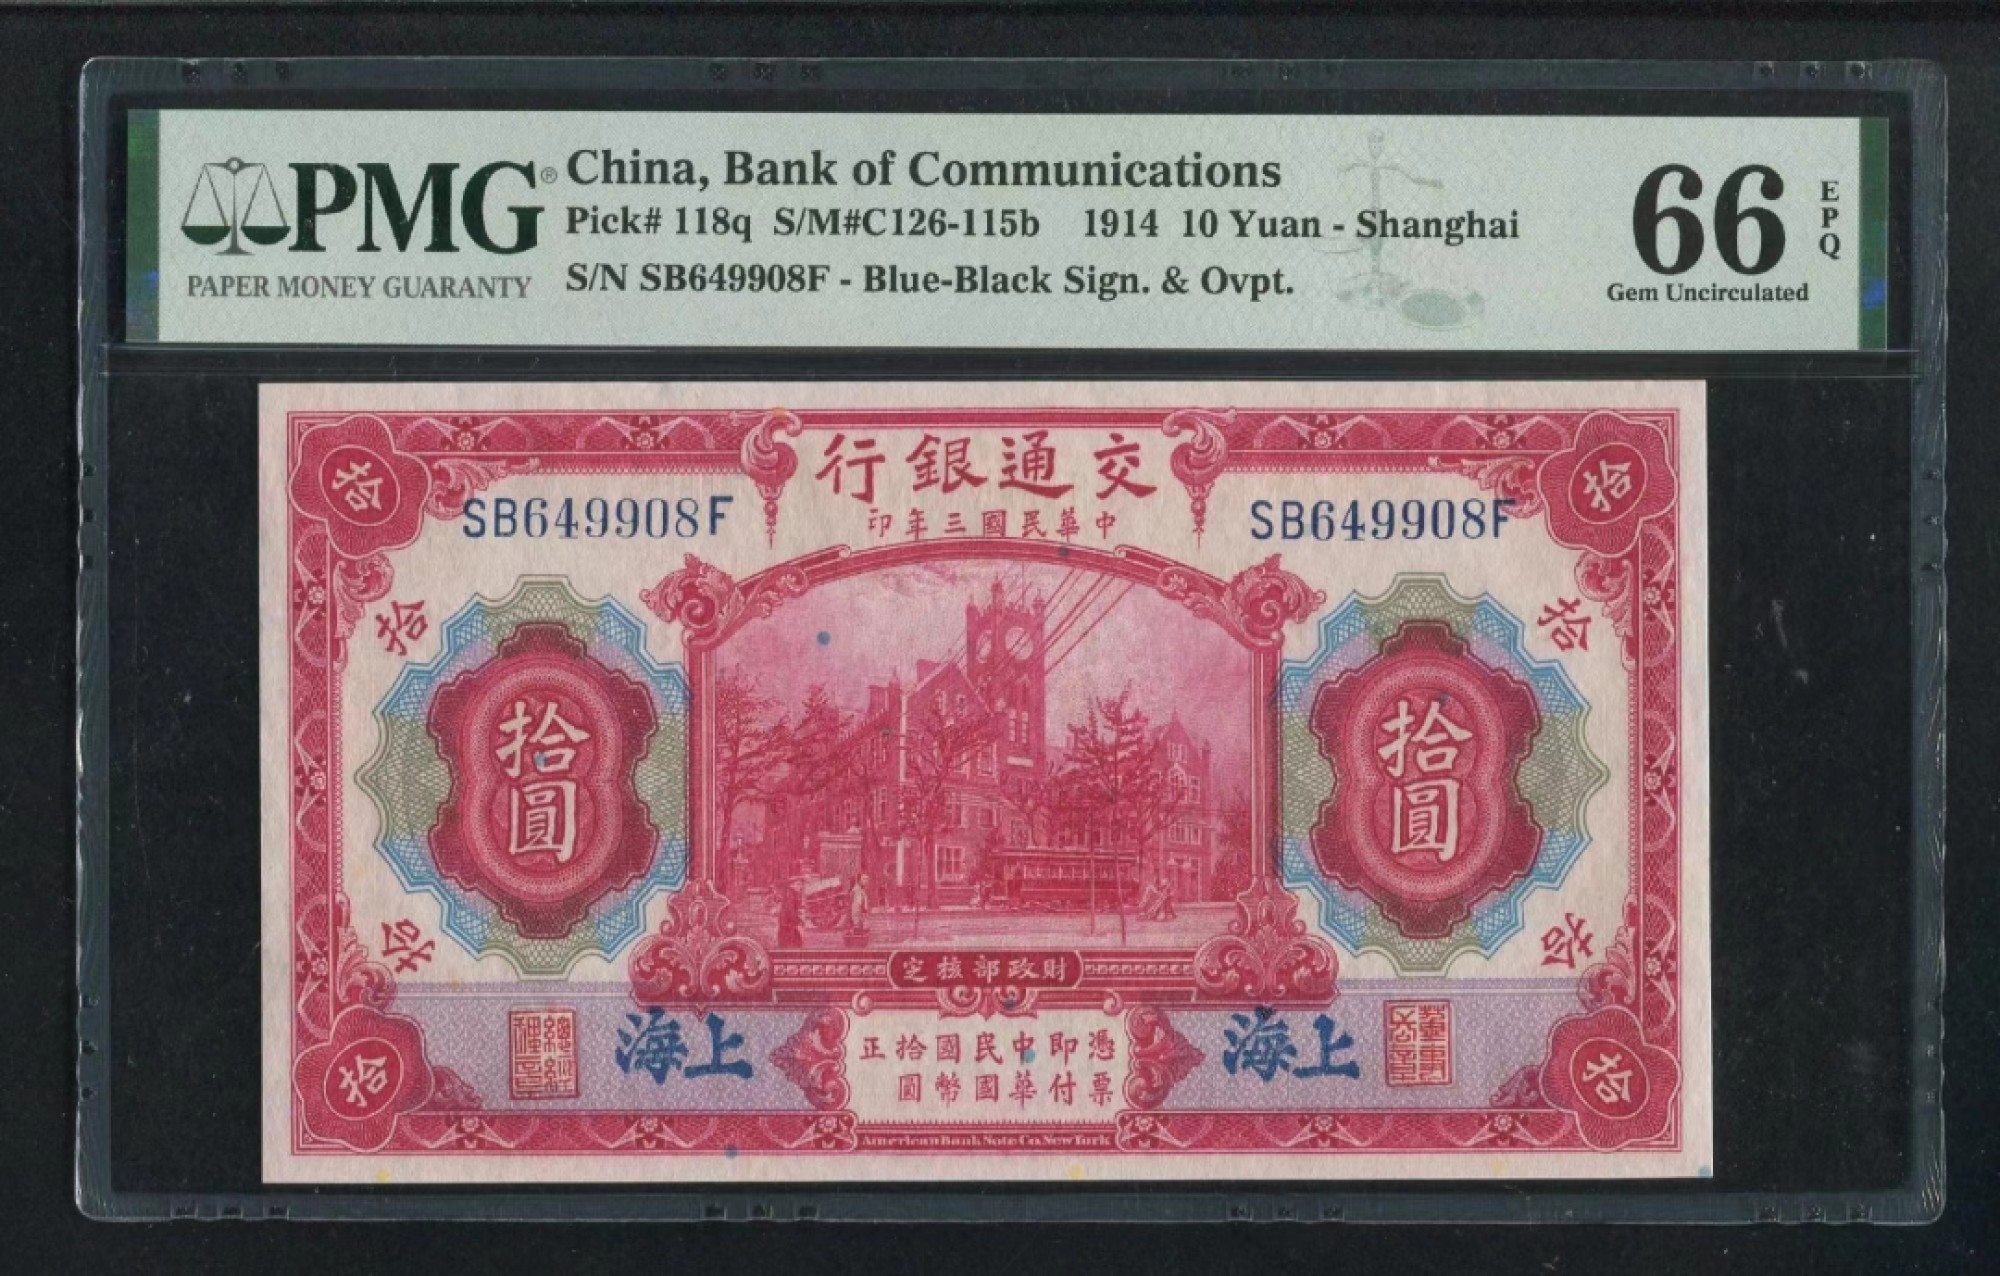 PMG®
PAPER MONEY GUARANTY
China, Bank of Communications
Pick# 118q S/M#C126-115b 1914 10 Yuan - Shanghai
S/N SB649908F - Blue-Black Sign. & Ovpt.
66
EPQ
Gem Uncirculated
拾
行銀通交
拾
SB649908F
SB649908F
印年三國民華中
拾
拾
拾圓
拾圓
拾
拾
定核部政財
海上
海上
正拾國民中即憑
圓幣國華付票
拾
拾
American Bank Note Co. New York